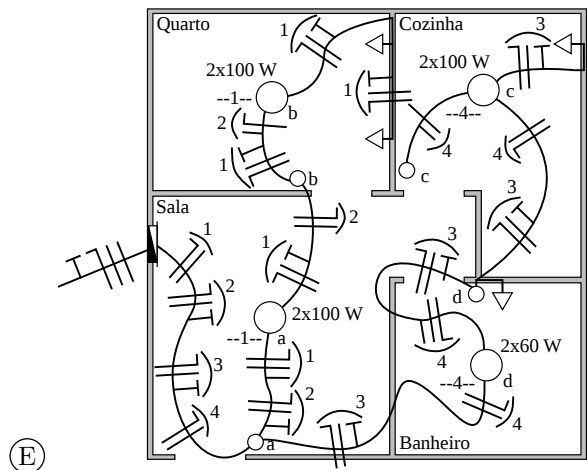 Quarto
Cozinha
1
3
2x100 W
2x100 W
--1--
b
1
c
2
--4--
4
4
1
b
c
Sala
1
2
3
3
2
1
d
a
2x100 W
2x60 W
--1--
4
1
3
--4--
d
2
3
4
4
a
Banheiro
E